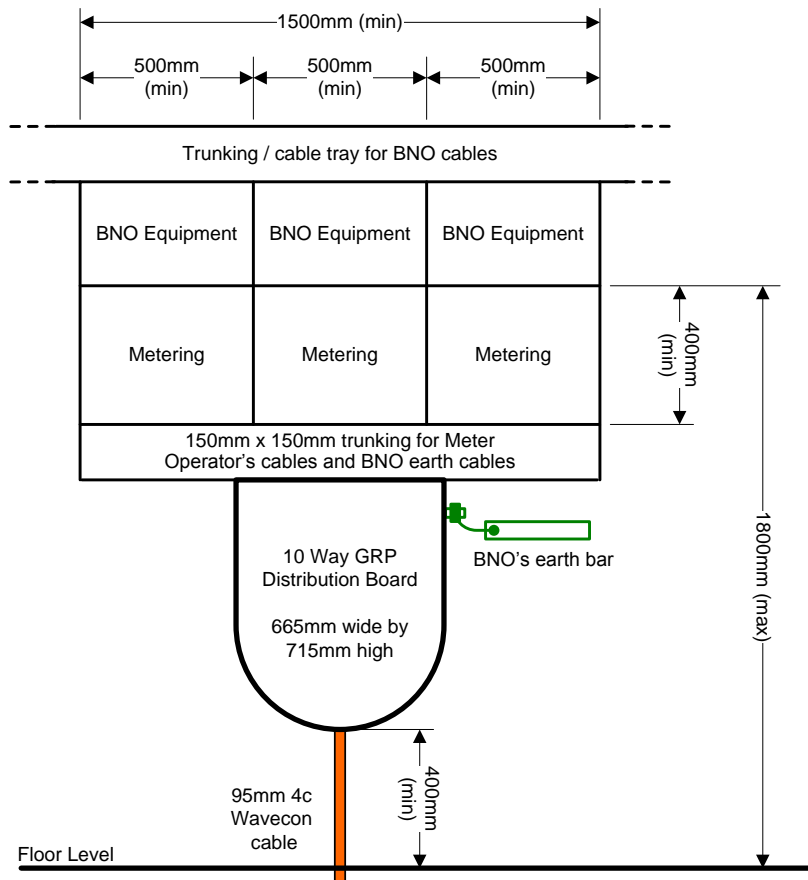 1500mm (min)
500mm
(min)
500mm
(min)
500mm
(min)
Trunking / cable tray for BNO cables
BNO Equipment
BNO Equipment
BNO Equipment
Metering
Metering
Metering
400mm
(min)
150mm x 150mm trunking for Meter
Operator's cables and BNO earth cables
10 Way GRP
Distribution Board
665mm wide by
715mm high
BNO's earth bar
1800mm (max)
95mm 4c
Wavecon
cable
400mm
(min)
Floor Level